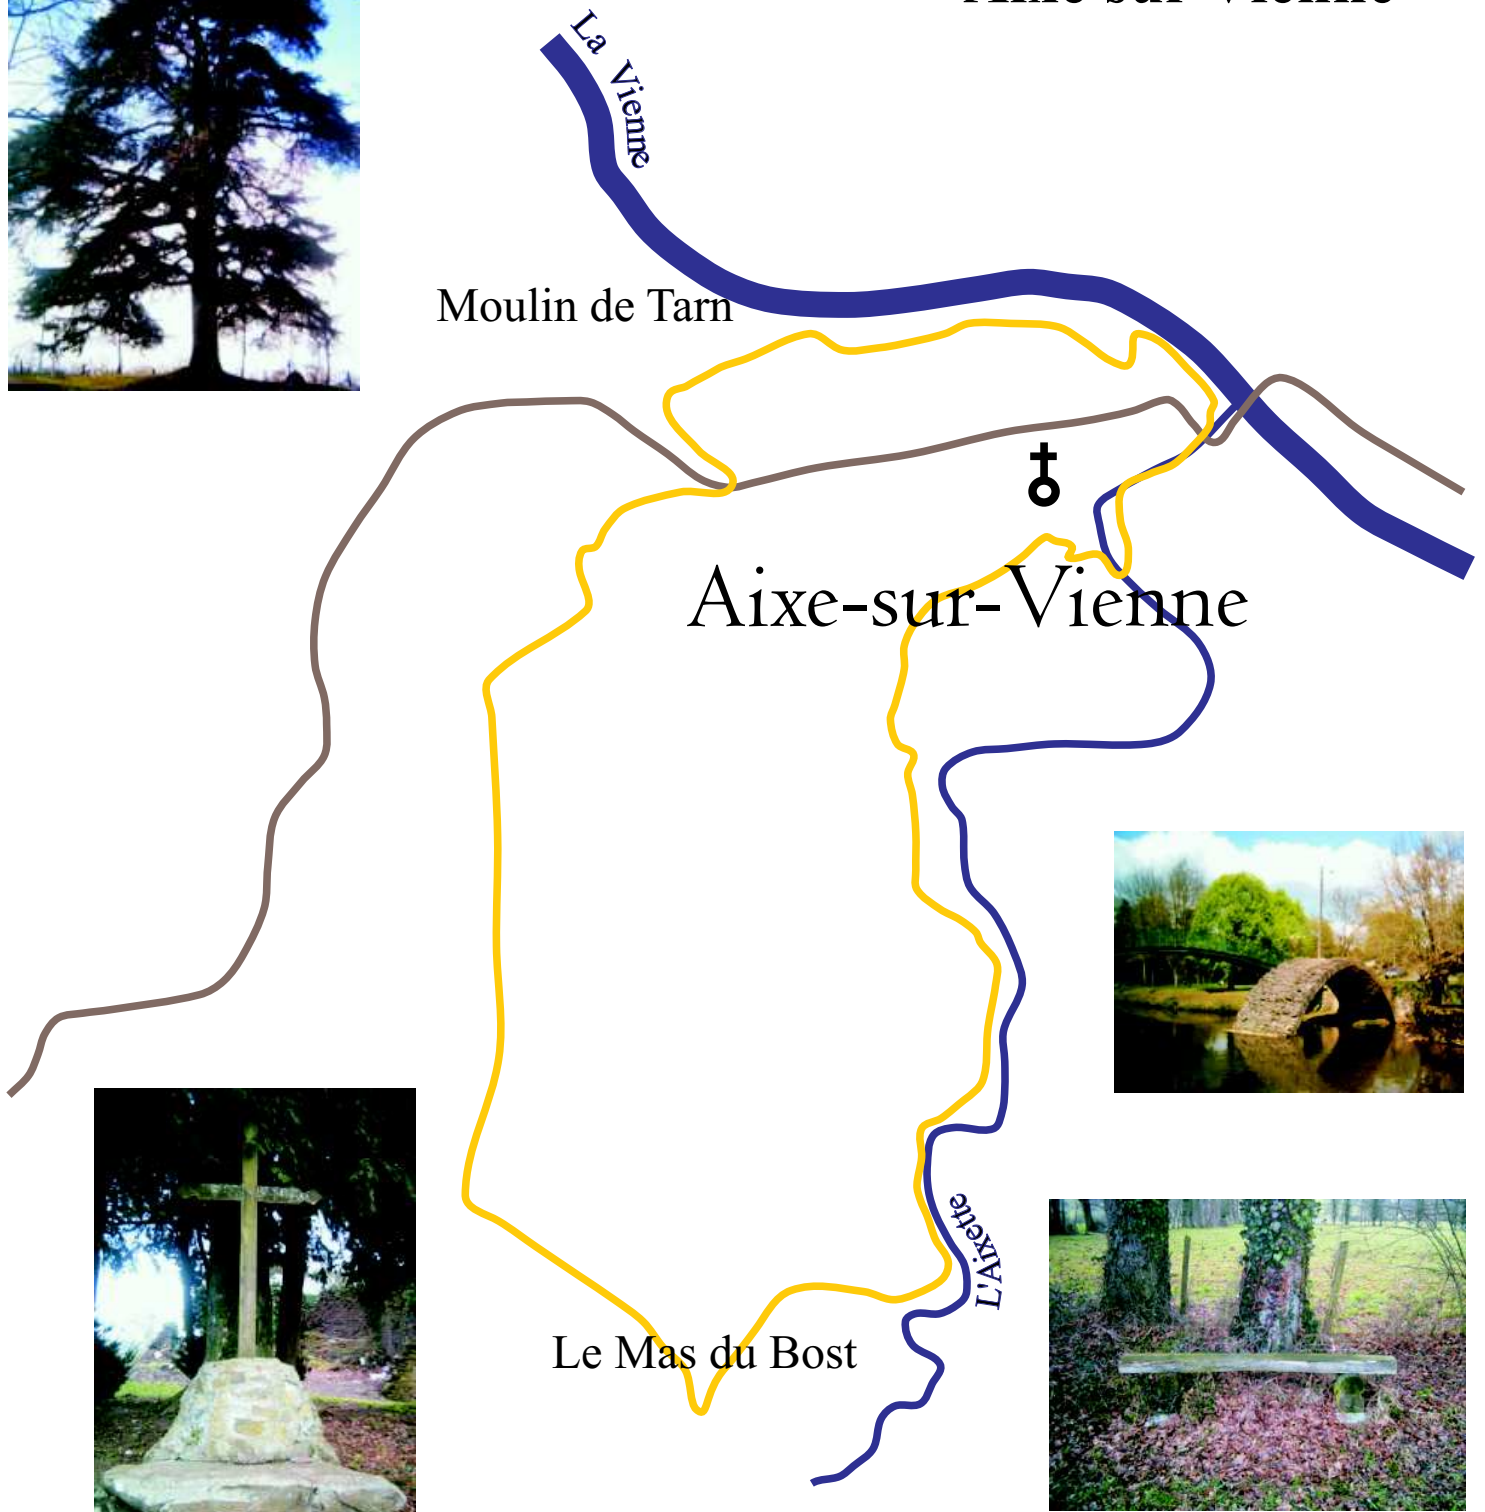 La Vienne
Moulin de Tarn
Aixe-sur-Vienne
L'Aixette
Le Mas du Bost